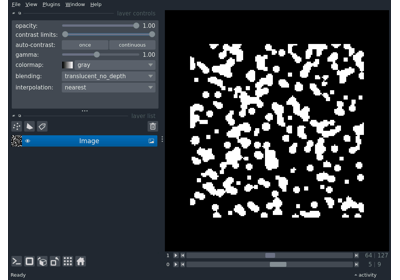 File View Plugins Window Help
layer controls
opacity: 1.00
contrast limits:
auto-contrast: once continuous
gamma: 1.00
colormap: gray
blending: translucent_no_depth
interpolation: nearest
layer list
Image
1 64 127
0 5 9
Ready activity